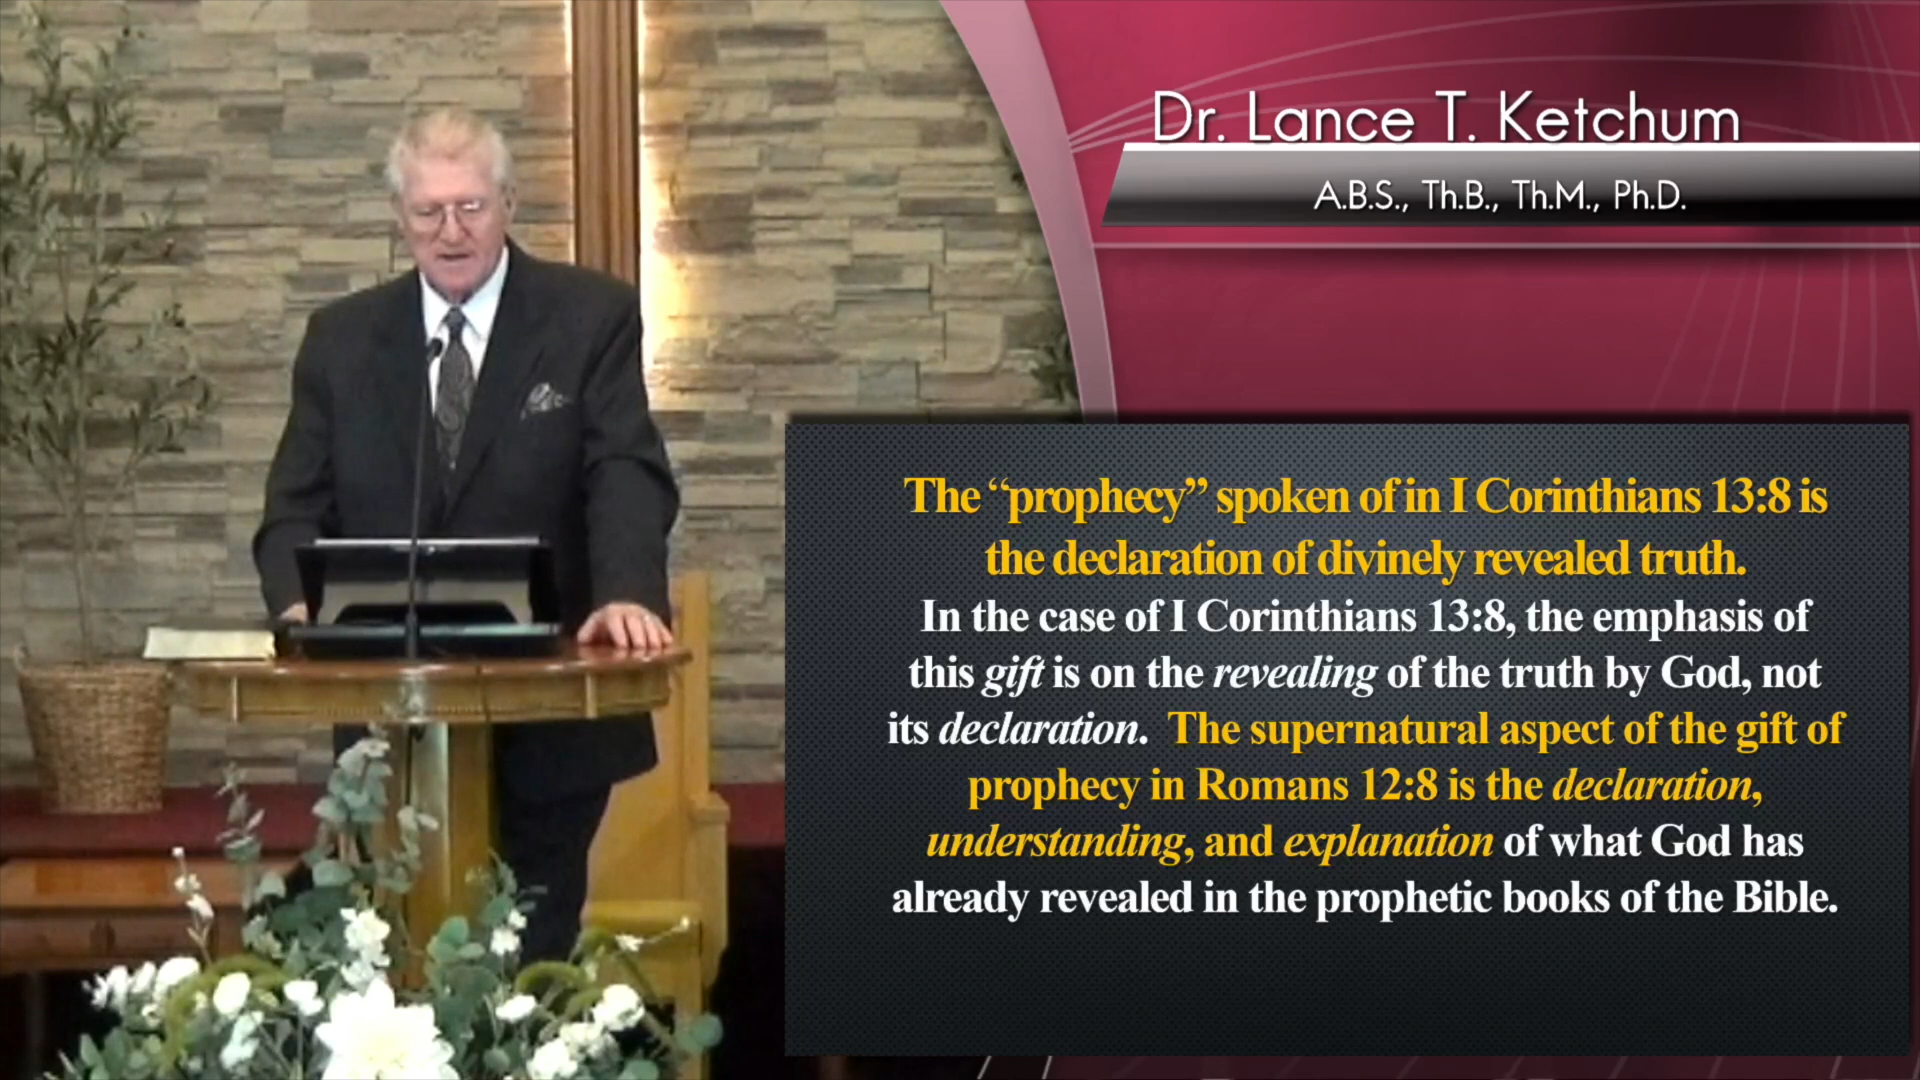 Dr. Lance T. Ketchum
A.B.S., Th.B., Th.M., Ph.D.
The “prophecy” spoken of in I Corinthians 13:8 is
the declaration of divinely revealed truth.
In the case of I Corinthians 13:8, the emphasis of
this gift is on the revealing of the truth by God, not
its declaration. The supernatural aspect of the gift of
prophecy in Romans 12:8 is the declaration,
understanding, and explanation of what God has
already revealed in the prophetic books of the Bible.